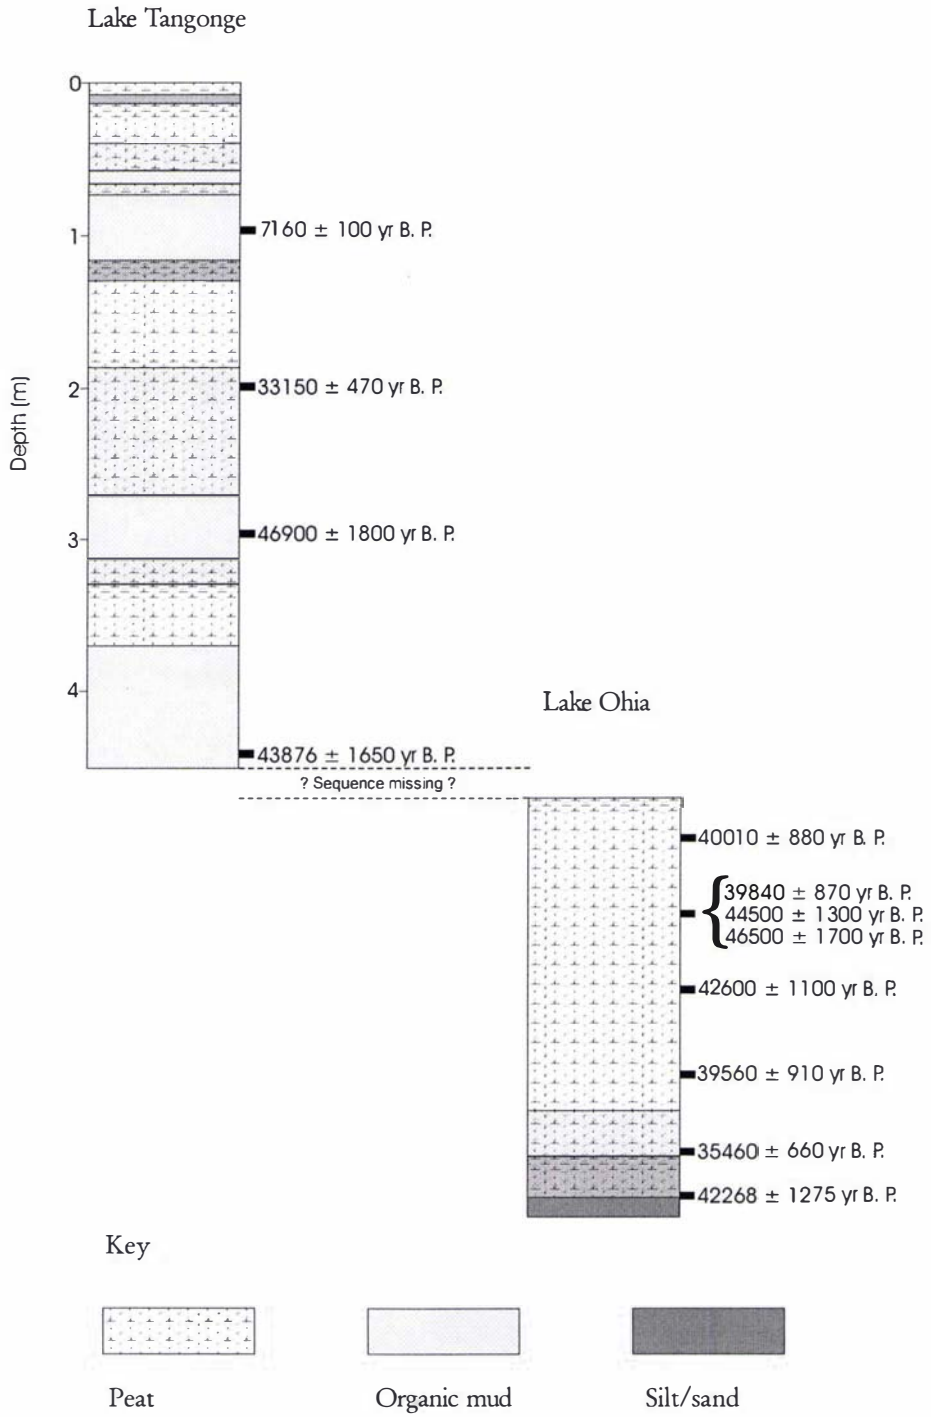 Lake Tangonge
0
1
2
3
4
Depth (m)
7160 ± 100 yr B. P.
33150 ± 470 yr B. P.
46900 ± 1800 yr B. P.
43876 ± 1650 yr B. P.
? Sequence missing ?
Lake Ohia
40010 ± 880 yr B. P.
39840 ± 870 yr B. P.
44500 ± 1300 yr B. P.
46500 ± 1700 yr B. P.
42600 ± 1100 yr B. P.
39560 ± 910 yr B. P.
35460 ± 660 yr B. P.
42268 ± 1275 yr B. P.
Key
Peat
Organic mud
Silt/sand